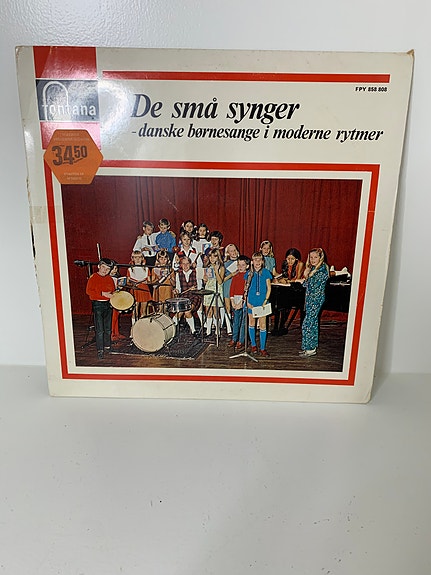 FPY 858 808
fontana
De små synger
-danske børnesange i moderne rytmer
34.50